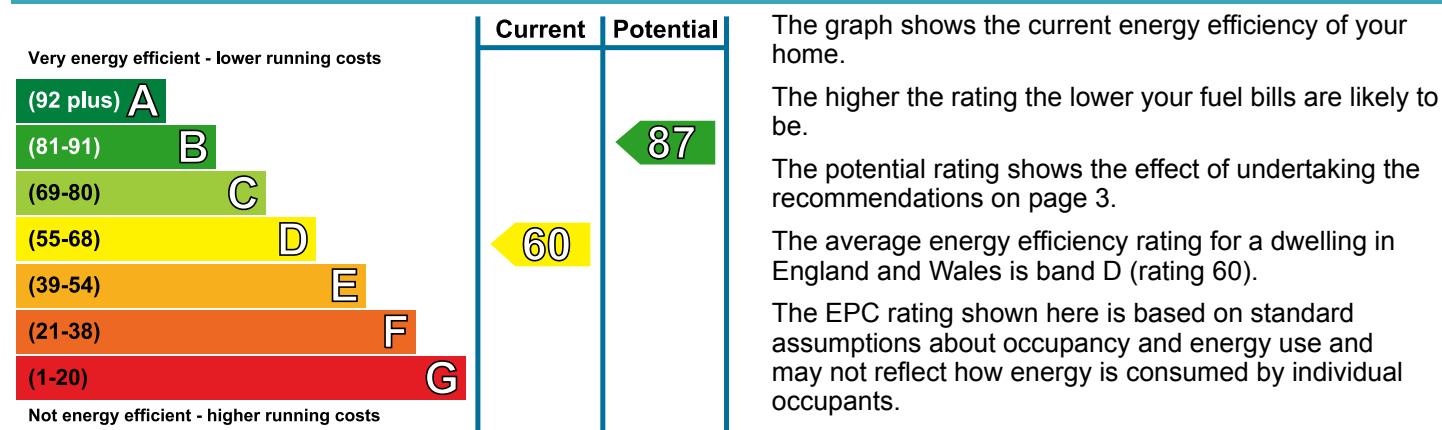 Current Potential
Very energy efficient - lower running costs
(92 plus) A
(81-91) B
87
(69-80) C
(55-68) D
60
(39-54) E
(21-38) F
(1-20) G
Not energy efficient - higher running costs
The graph shows the current energy efficiency of your
home.
The higher the rating the lower your fuel bills are likely to
be.
The potential rating shows the effect of undertaking the
recommendations on page 3.
The average energy efficiency rating for a dwelling in
England and Wales is band D (rating 60).
The EPC rating shown here is based on standard
assumptions about occupancy and energy use and
may not reflect how energy is consumed by individual
occupants.